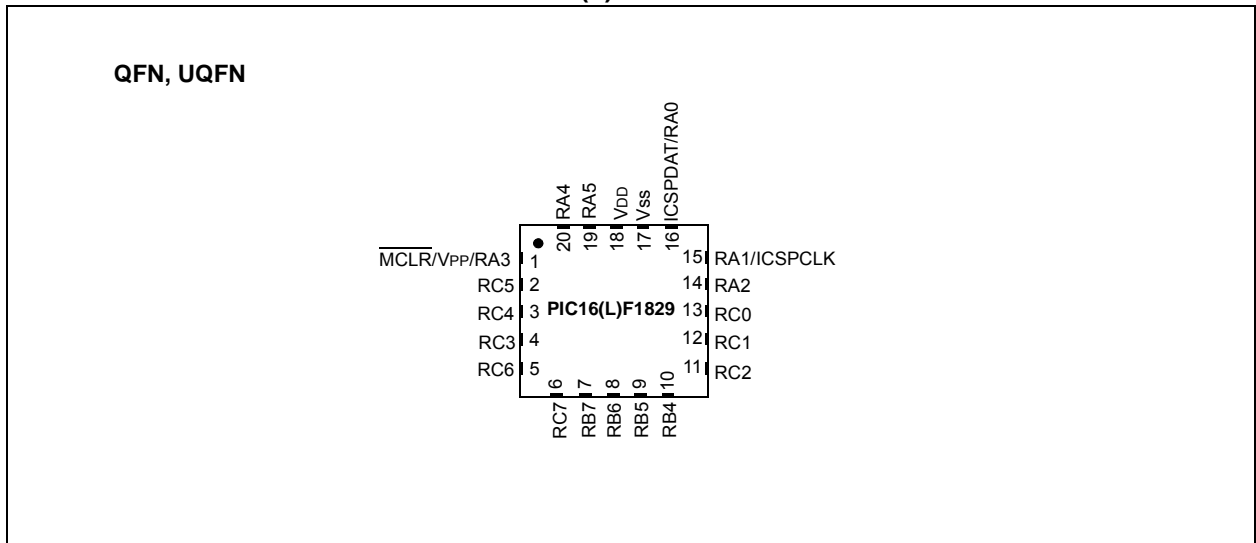 QFN, UQFN
20 RA4
19 RA5
18 VDD
17 Vss
16 ICSPDAT/RA0
MCLR/VPP/RA3 1
RC5 2
RC4 3
RC3 4
RC6 5
PIC16(L)F1829
15 RA1/ICSPCLK
14 RA2
13 RC0
12 RC1
11 RC2
RC7 6
RB7 7
RB6 8
RB5 9
RB4 10